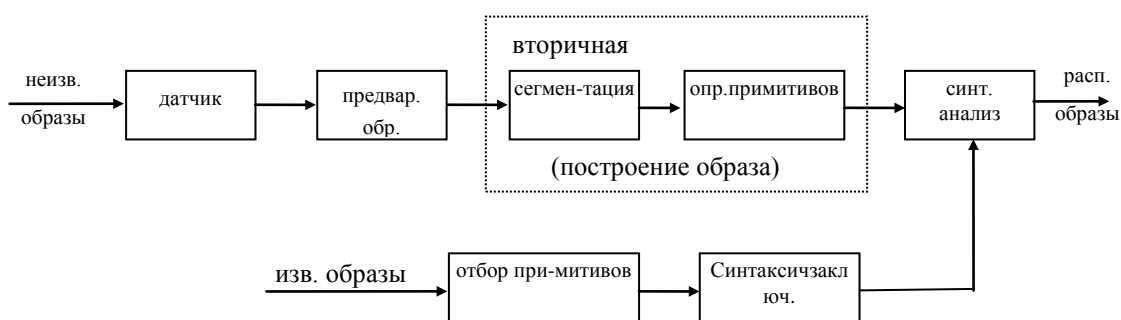 вторичная
неизв.
образы
датчик
предвар.
обр.
сегмен-тация
опр.примитивов
синт.
анализ
расп.
образы
(построение образа)
изв. образы
отбор при-митивов
Синтаксичзакл
юч.